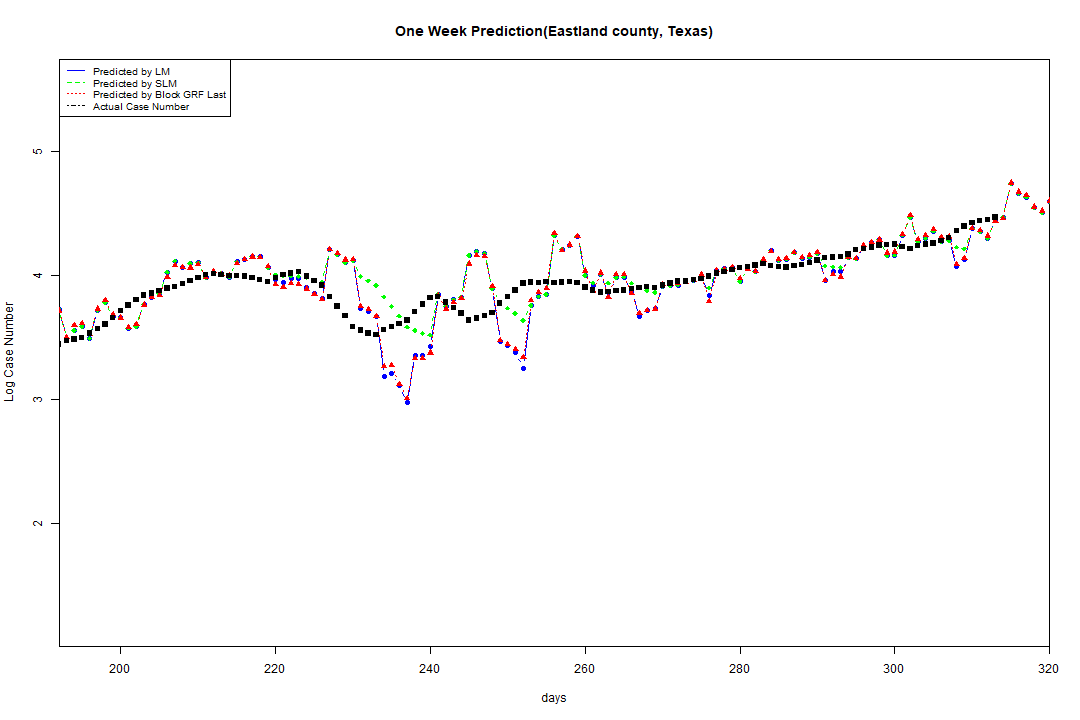 One Week Prediction(Eastland county, Texas)
Predicted by LM
Predicted by SLM
Predicted by Block GRF Last
Actual Case Number
5
4
3
2
Log Case Number
200 220 240 260 280 300 320
days